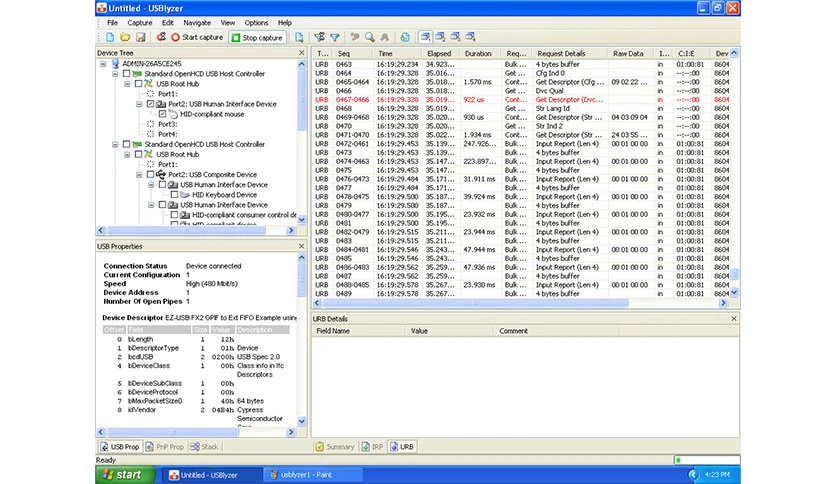 Untitled - USBlyzer
File Capture Edit Navigate View Options Help
Start capture Stop capture
Device Tree
ADMIN-26A5CE245
Standard OpenHCD USB Host Controller
USB Root Hub
Port1:
Port2: USB Human Interface Device
HID-compliant mouse
Port3:
Port4:
Standard OpenHCD USB Host Controller
USB Root Hub
Port1:
Port2: USB Composite Device
USB Human Interface Device
HID Keyboard Device
USB Human Interface Device
HID-compliant consumer control de
HID-compliant device
USB Properties
Connection Status Device connected
Current Configuration 1
Speed High (480 Mbit/s)
Device Address 1
Number Of Open Pipes 1
Device Descriptor EZ-USB FX2 GPIF to Ext FIFO Example using
Offset Field Size Value Description
0 bLength 1 12h
1 bDescriptorType 1 01h Device
2 bcdUSB 2 0200h USB Spec 2.0
4 bDeviceClass 1 00h Class info in Ifc
Descriptors
5 bDeviceSubClass 1 00h
6 bDeviceProtocol 1 00h
7 bMaxPacketSize0 1 40h 64 bytes
8 idVendor 2 04B4h Cypress
Semiconductor
USB Prop PnP Prop Stack
T... Seq Time Elapsed Duration Req... Request Details Raw Data I... C:I:E Dev
URB 0463 16:19:29.234 34.923... Bulk ... 4 bytes buffer in 01:00:81 8604
URB 0464 16:19:29.328 35.016... Get ... Cfg Ind 0 in --:--:00 8604
URB 0465-0464 16:19:29.328 35.018... 1.570 ms Cont... Get Descriptor (Cfg ... 09 02 22 ... in --:--:00 8604
URB 0466 16:19:29.328 35.018... Get ... Dvc Qual in --:--:00 8604
URB 0467-0466 16:19:29.328 35.019... 922 us Cont... Get Descriptor (Dvc... in --:--:00 8604
URB 0468 16:19:29.328 35.019... Get ... Str Lang Id in --:--:00 8604
URB 0469-0468 16:19:29.328 35.020... 930 us Cont... Get Descriptor (Str ... 04 03 09 04 in --:--:00 8604
URB 0470 16:19:29.328 35.020... Get ... Str Ind 2 in --:--:00 8604
URB 0471-0470 16:19:29.328 35.022... 1.934 ms Cont... Get Descriptor (Str ... 24 03 55 ... in --:--:00 8604
URB 0472-0461 16:19:29.453 35.139... 247.926... Bulk ... Input Report (Len 4) 00 01 00 00 in 01:00:81 8604
URB 0473 16:19:29.453 35.139... Bulk ... 4 bytes buffer in 01:00:81 8604
URB 0474-0463 16:19:29.453 35.147... 223.897... Bulk ... Input Report (Len 4) 00 01 00 00 in 01:00:81 8604
URB 0475 16:19:29.453 35.147... Bulk ... 4 bytes buffer in 01:00:81 8604
URB 0476-0473 16:19:29.484 35.171... 31.911 ms Bulk ... Input Report (Len 4) 00 01 00 00 in 01:00:81 8604
URB 0477 16:19:29.484 35.171... Bulk ... 4 bytes buffer in 01:00:81 8604
URB 0478-0475 16:19:29.500 35.187... 39.924 ms Bulk ... Input Report (Len 4) 00 01 00 00 in 01:00:81 8604
URB 0479 16:19:29.500 35.187... Bulk ... 4 bytes buffer in 01:00:81 8604
URB 0480-0477 16:19:29.500 35.195... 23.932 ms Bulk ... Input Report (Len 4) 00 01 00 00 in 01:00:81 8604
URB 0481 16:19:29.500 35.195... Bulk ... 4 bytes buffer in 01:00:81 8604
URB 0482-0479 16:19:29.515 35.211... 23.944 ms Bulk ... Input Report (Len 4) 00 01 00 00 in 01:00:81 8604
URB 0483 16:19:29.515 35.211... Bulk ... 4 bytes buffer in 01:00:81 8604
URB 0484-0481 16:19:29.546 35.243... 47.944 ms Bulk ... Input Report (Len 4) 00 01 00 00 in 01:00:81 8604
URB 0485 16:19:29.546 35.243... Bulk ... 4 bytes buffer in 01:00:81 8604
URB 0486-0483 16:19:29.562 35.259... 47.936 ms Bulk ... Input Report (Len 4) 00 01 00 00 in 01:00:81 8604
URB 0487 16:19:29.562 35.259... Bulk ... 4 bytes buffer in 01:00:81 8604
URB 0488-0485 16:19:29.578 35.267... 23.930 ms Bulk ... Input Report (Len 4) 00 01 00 00 in 01:00:81 8604
URB 0489 16:19:29.578 35.267... Bulk ... 4 bytes buffer in 01:00:81 8604
URB Details
Field Name Value Comment
Summary IRP URB
Ready
start Untitled - USBlyzer usblyzer1 - Paint 4:23 PM